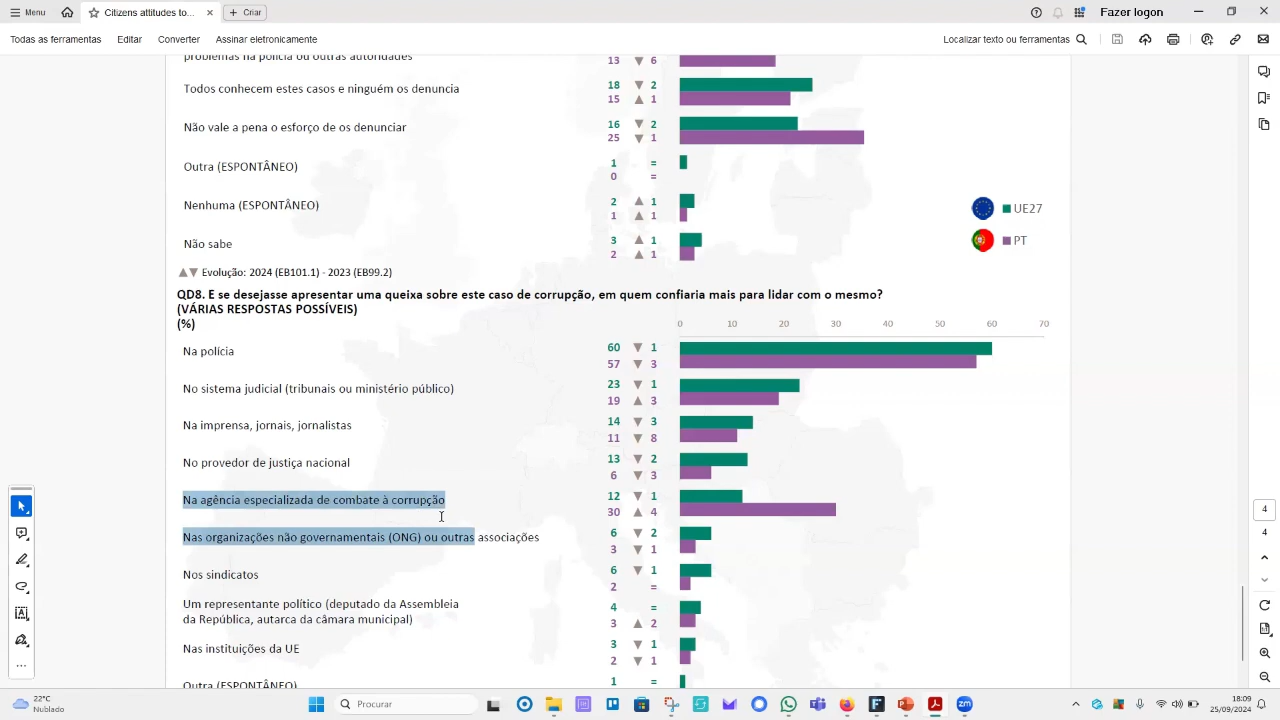 Menu
Citizens attitudes to...
Criar
Fazer logon
Todas as ferramentas Editar Converter Assinar eletronicamente
Localizar texto ou ferramentas
problemas na polícia ou outras autoridades
13 ▼ 6
Todos conhecem estes casos e ninguém os denuncia
18 ▼ 2
15 ▲ 1
Não vale a pena o esforço de os denunciar
16 ▼ 2
25 ▼ 1
Outra (ESPONTÂNEO)
1 =
0 =
Nenhuma (ESPONTÂNEO)
2 ▲ 1
1 ▲ 1
Não sabe
3 ▲ 1
2 ▲ 1
UE27
PT
▲▼ Evolução: 2024 (EB101.1) - 2023 (EB99.2)
QD8. E se desejasse apresentar uma queixa sobre este caso de corrupção, em quem confiaria mais para lidar com o mesmo?
(VÁRIAS RESPOSTAS POSSÍVEIS)
(%)
0 10 20 30 40 50 60 70
Na polícia
60 ▼ 1
57 ▼ 3
No sistema judicial (tribunais ou ministério público)
23 ▼ 1
19 ▲ 3
Na imprensa, jornais, jornalistas
14 ▼ 3
11 ▼ 8
No provedor de justiça nacional
13 ▼ 2
6 ▼ 3
Na agência especializada de combate à corrupção
12 ▼ 1
30 ▲ 4
Nas organizações não governamentais (ONG) ou outras associações
6 ▼ 2
3 ▼ 1
Nos sindicatos
6 ▼ 1
2 =
Um representante político (deputado da Assembleia
da República, autarca da câmara municipal)
4 =
3 ▲ 2
Nas instituições da UE
3 ▼ 1
2 ▼ 1
Outra (ESPONTÂNEO)
1 =
4
4
22°C
Nublado
Procurar
18:09
25/09/2024